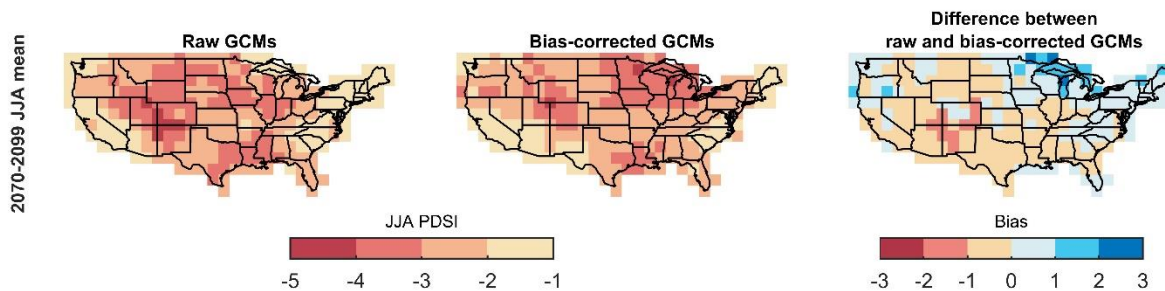 2070-2099 JJA mean
Raw GCMs
Bias-corrected GCMs
Difference between
raw and bias-corrected GCMs
JJA PDSI
-5 -4 -3 -2 -1
Bias
-3 -2 -1 0 1 2 3